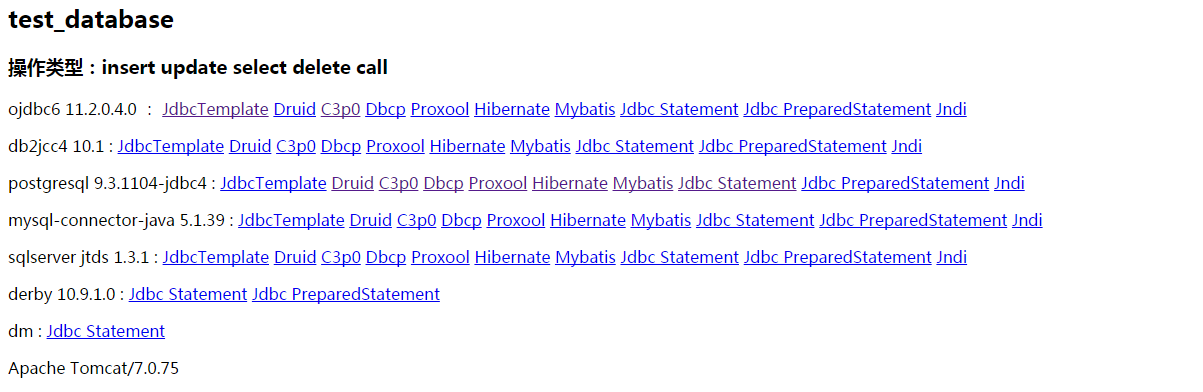 test_database
操作类型：insert update select delete call
ojdbc6 11.2.0.4.0 ： JdbcTemplate Druid C3p0 Dbcp Proxool Hibernate Mybatis Jdbc Statement Jdbc PreparedStatement Jndi
db2jcc4 10.1 : JdbcTemplate Druid C3p0 Dbcp Proxool Hibernate Mybatis Jdbc Statement Jdbc PreparedStatement Jndi
postgresql 9.3.1104-jdbc4 : JdbcTemplate Druid C3p0 Dbcp Proxool Hibernate Mybatis Jdbc Statement Jdbc PreparedStatement Jndi
mysql-connector-java 5.1.39 : JdbcTemplate Druid C3p0 Dbcp Proxool Hibernate Mybatis Jdbc Statement Jdbc PreparedStatement Jndi
sqlserver jtds 1.3.1 : JdbcTemplate Druid C3p0 Dbcp Proxool Hibernate Mybatis Jdbc Statement Jdbc PreparedStatement Jndi
derby 10.9.1.0 : Jdbc Statement Jdbc PreparedStatement
dm : Jdbc Statement
Apache Tomcat/7.0.75